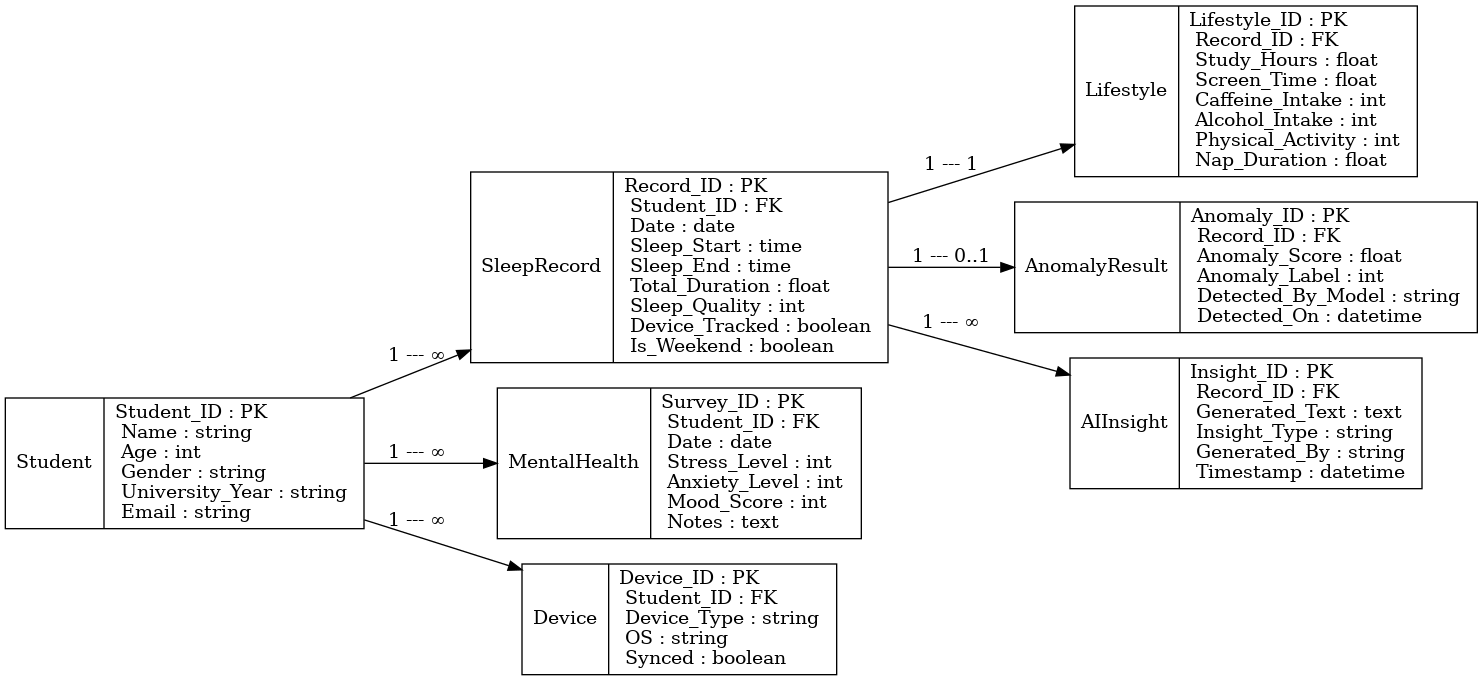 Student
Student_ID : PK
Name : string
Age : int
Gender : string
University_Year : string
Email : string
1 --- ∞
1 --- ∞
1 --- ∞
SleepRecord
Record_ID : PK
Student_ID : FK
Date : date
Sleep_Start : time
Sleep_End : time
Total_Duration : float
Sleep_Quality : int
Device_Tracked : boolean
Is_Weekend : boolean
MentalHealth
Survey_ID : PK
Student_ID : FK
Date : date
Stress_Level : int
Anxiety_Level : int
Mood_Score : int
Notes : text
Device
Device_ID : PK
Student_ID : FK
Device_Type : string
OS : string
Synced : boolean
1 --- 1
1 --- 0..1
1 --- ∞
Lifestyle
Lifestyle_ID : PK
Record_ID : FK
Study_Hours : float
Screen_Time : float
Caffeine_Intake : int
Alcohol_Intake : int
Physical_Activity : int
Nap_Duration : float
AnomalyResult
Anomaly_ID : PK
Record_ID : FK
Anomaly_Score : float
Anomaly_Label : int
Detected_By_Model : string
Detected_On : datetime
AIInsight
Insight_ID : PK
Record_ID : FK
Generated_Text : text
Insight_Type : string
Generated_By : string
Timestamp : datetime